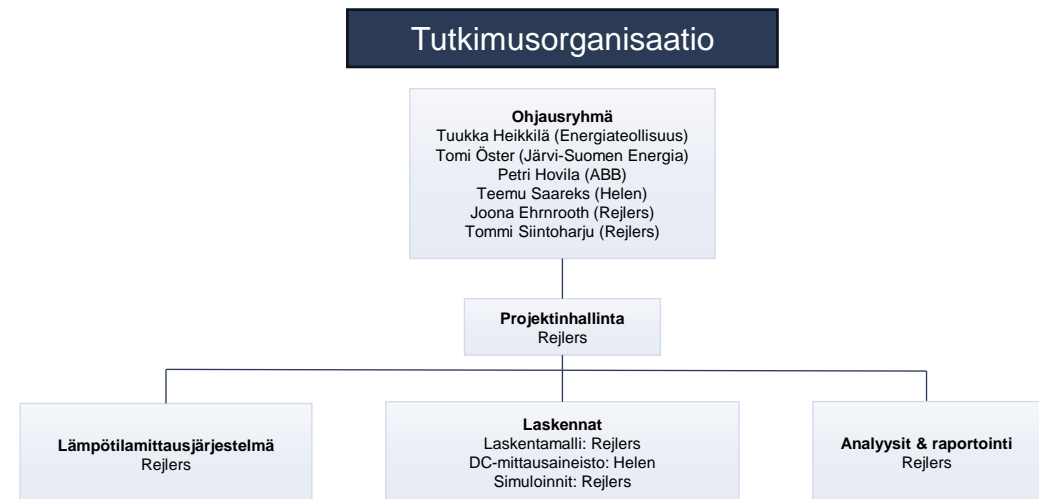 Tutkimusorganisaatio
Ohjausryhmä
Tuukka Heikkilä (Energiateollisuus)
Tomi Öster (Järvi-Suomen Energia)
Petri Hovila (ABB)
Teemu Saareks (Helen)
Joona Ehrnrooth (Rejlers)
Tommi Siintoharju (Rejlers)
Projektinhallinta
Rejlers
Lämpötilamittausjärjestelmä
Rejlers
Laskennat
Laskentamalli: Rejlers
DC-mittausaineisto: Helen
Simuloinnit: Rejlers
Analyysit & raportointi
Rejlers